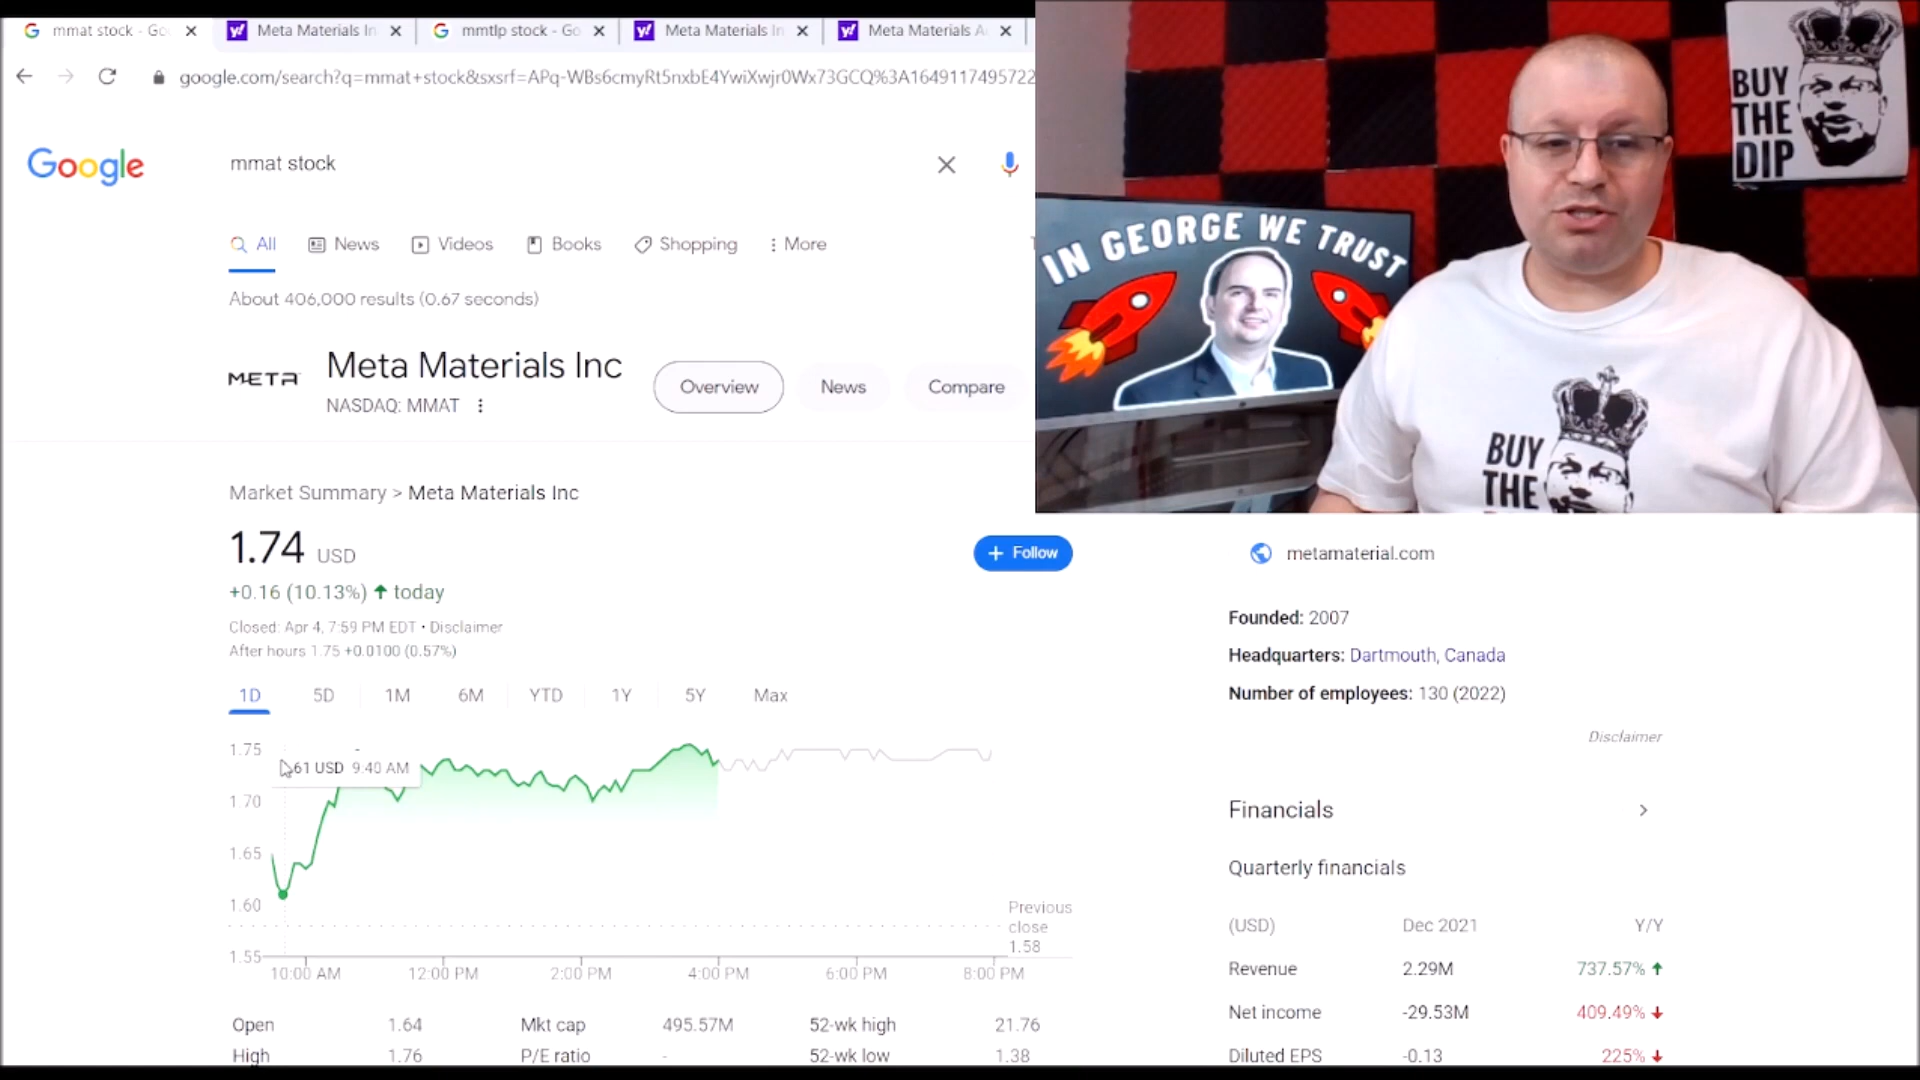 mmat stock - Go
Meta Materials In
mmtlp stock - Go
Meta Materials In
Meta Materials A
google.com/search?q=mmat+stock&sxsrf=APq-WBs6cmyRt5nxbE4YwiXwjr0Wx73GCQ%3A1649117495722
Google
mmat stock
All
News
Videos
Books
Shopping
More
About 406,000 results (0.67 seconds)
META
Meta Materials Inc
NASDAQ: MMAT
Overview
News
Compare
Market Summary > Meta Materials Inc
1.74 USD
+ Follow
+0.16 (10.13%) today
Closed: Apr 4, 7:59 PM EDT • Disclaimer
After hours 1.75 +0.0100 (0.57%)
1D 5D 1M 6M YTD 1Y 5Y Max
1.75
61 USD 9:40 AM
1.70
1.65
1.60
1.55
Previous
close
1.58
10:00 AM 12:00 PM 2:00 PM 4:00 PM 6:00 PM 8:00 PM
Open 1.64 Mkt cap 495.57M 52-wk high 21.76
High 1.76 P/E ratio - 52-wk low 1.38
IN GEORGE WE TRUST
BUY
THE
DIP
BUY
THE
metamaterial.com
Founded: 2007
Headquarters: Dartmouth, Canada
Number of employees: 130 (2022)
Disclaimer
Financials
Quarterly financials
(USD) Dec 2021 Y/Y
Revenue 2.29M 737.57%
Net income -29.53M 409.49%
Diluted EPS -0.13 225%